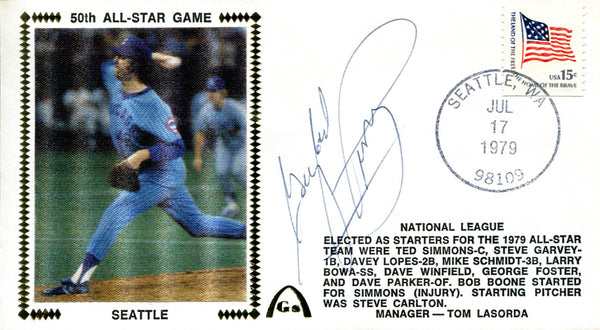 50th ALL-STAR GAME
SEATTLE
Gaylord Perry
THE LAND OF THE FREE
THE HOME OF THE BRAVE
USA 15c
SEATTLE, WA
JUL
17
1979
98109
Gs
NATIONAL LEAGUE
ELECTED AS STARTERS FOR THE 1979 ALL-STAR
TEAM WERE TED SIMMONS-C, STEVE GARVEY-
1B, DAVEY LOPES-2B, MIKE SCHMIDT-3B, LARRY
BOWA-SS, DAVE WINFIELD, GEORGE FOSTER,
AND DAVE PARKER-OF. BOB BOONE STARTED
FOR SIMMONS (INJURY). STARTING PITCHER
WAS STEVE CARLTON.
MANAGER—TOM LASORDA